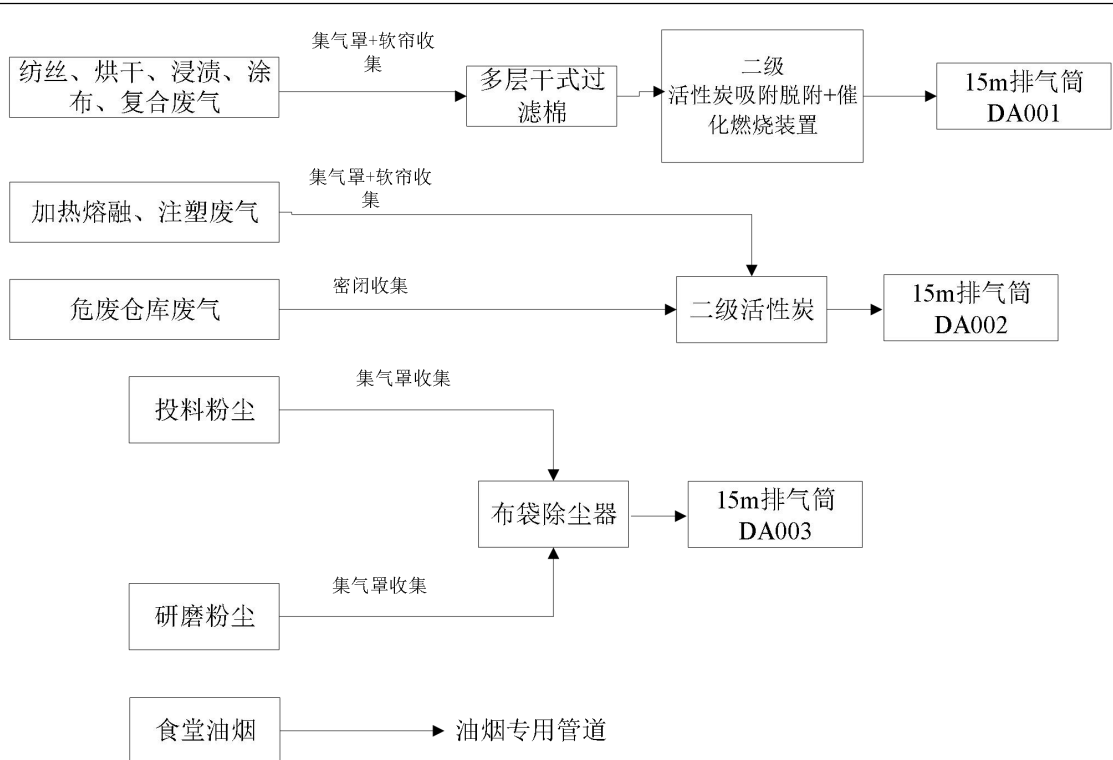 集气罩+软帘收
集
纺丝、烘干、浸渍、涂
布、复合废气
多层干式过
滤棉
二级
活性炭吸附脱附+催
化燃烧装置
15m排气筒
DA001
集气罩+软帘收
集
加热熔融、注塑废气
密闭收集
危废仓库废气
二级活性炭
15m排气筒
DA002
集气罩收集
投料粉尘
布袋除尘器
15m排气筒
DA003
集气罩收集
研磨粉尘
食堂油烟
油烟专用管道